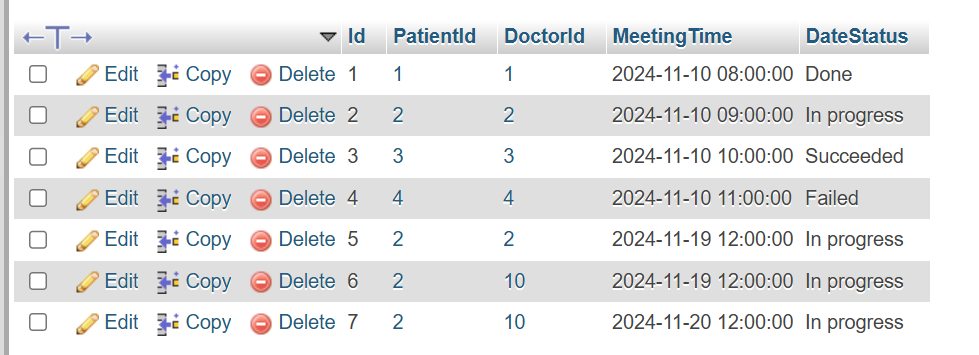 Id PatientId DoctorId MeetingTime DateStatus
Edit Copy Delete 1 1 1 2024-11-10 08:00:00 Done
Edit Copy Delete 2 2 2 2024-11-10 09:00:00 In progress
Edit Copy Delete 3 3 3 2024-11-10 10:00:00 Succeeded
Edit Copy Delete 4 4 4 2024-11-10 11:00:00 Failed
Edit Copy Delete 5 2 2 2024-11-19 12:00:00 In progress
Edit Copy Delete 6 2 10 2024-11-19 12:00:00 In progress
Edit Copy Delete 7 2 10 2024-11-20 12:00:00 In progress